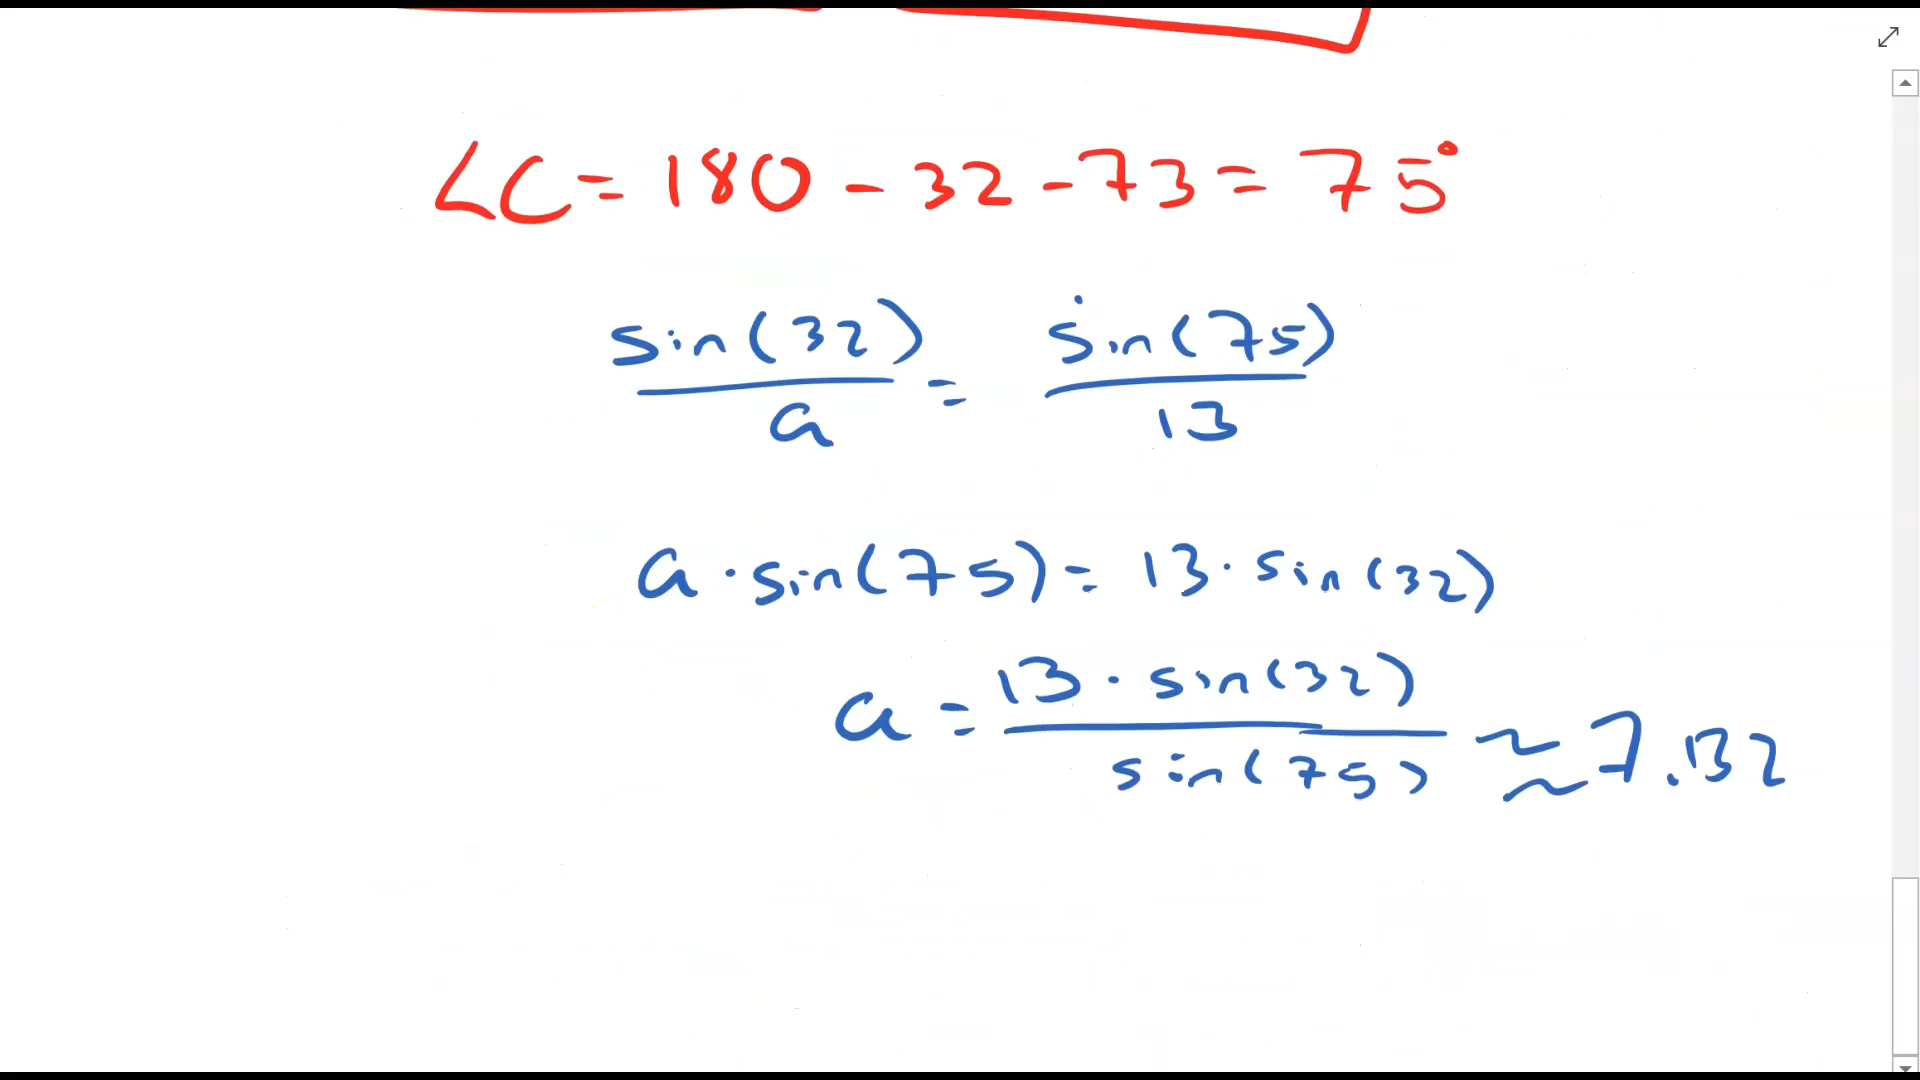 ∠C = 180 - 32 - 73 = 75°
sin(32)/a = sin(75)/13
a · sin(75) = 13 · sin(32)
a = 13 · sin(32)/sin(75) ≈ 7.132